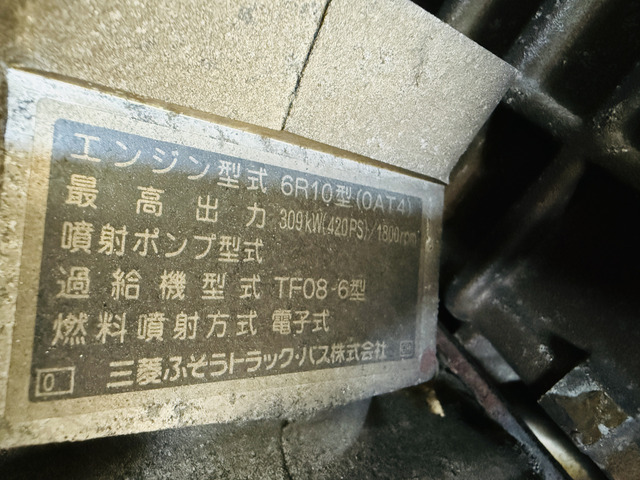 エンジン型式 6R10型(0AT4)
最高出力 309kW(420PS)/1800rpm
噴射ポンプ型式
過給機型式 TF08-6型
燃料噴射方式 電子式
0 三菱ふそうトラック・バス株式会社